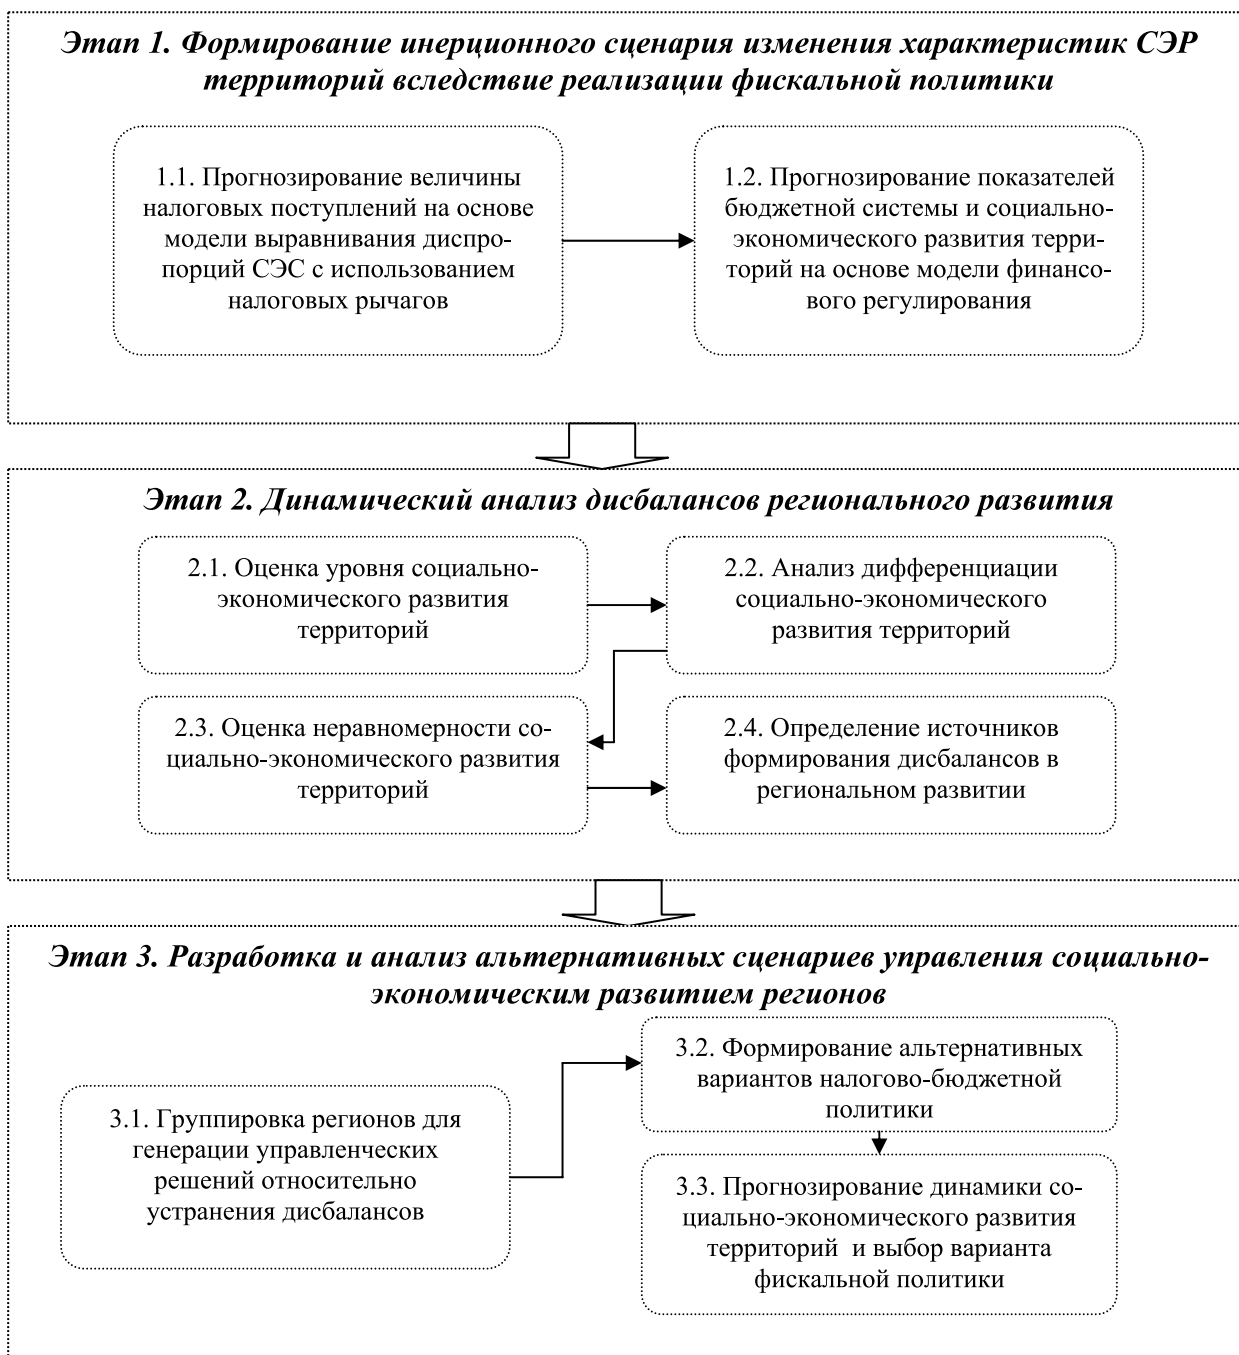 Этап 1. Формирование инерционного сценария изменения характеристик СЭР
территорий вследствие реализации фискальной политики
1.1. Прогнозирование величины
налоговых поступлений на основе
модели выравнивания диспро-
порций СЭС с использованием
налоговых рычагов
1.2. Прогнозирование показателей
бюджетной системы и социально-
экономического развития терри-
торий на основе модели финансо-
вого регулирования
Этап 2. Динамический анализ дисбалансов регионального развития
2.1. Оценка уровня социально-
экономического развития
территорий
2.2. Анализ дифференциации
социально-экономического
развития территорий
2.3. Оценка неравномерности со-
циально-экономического развития
территорий
2.4. Определение источников
формирования дисбалансов в
региональном развитии
Этап 3. Разработка и анализ альтернативных сценариев управления социально-
экономическим развитием регионов
3.1. Группировка регионов для
генерации управленческих
решений относительно
устранения дисбалансов
3.2. Формирование альтернативных
вариантов налогово-бюджетной
политики
3.3. Прогнозирование динамики со-
циально-экономического развития
территорий и выбор варианта
фискальной политики